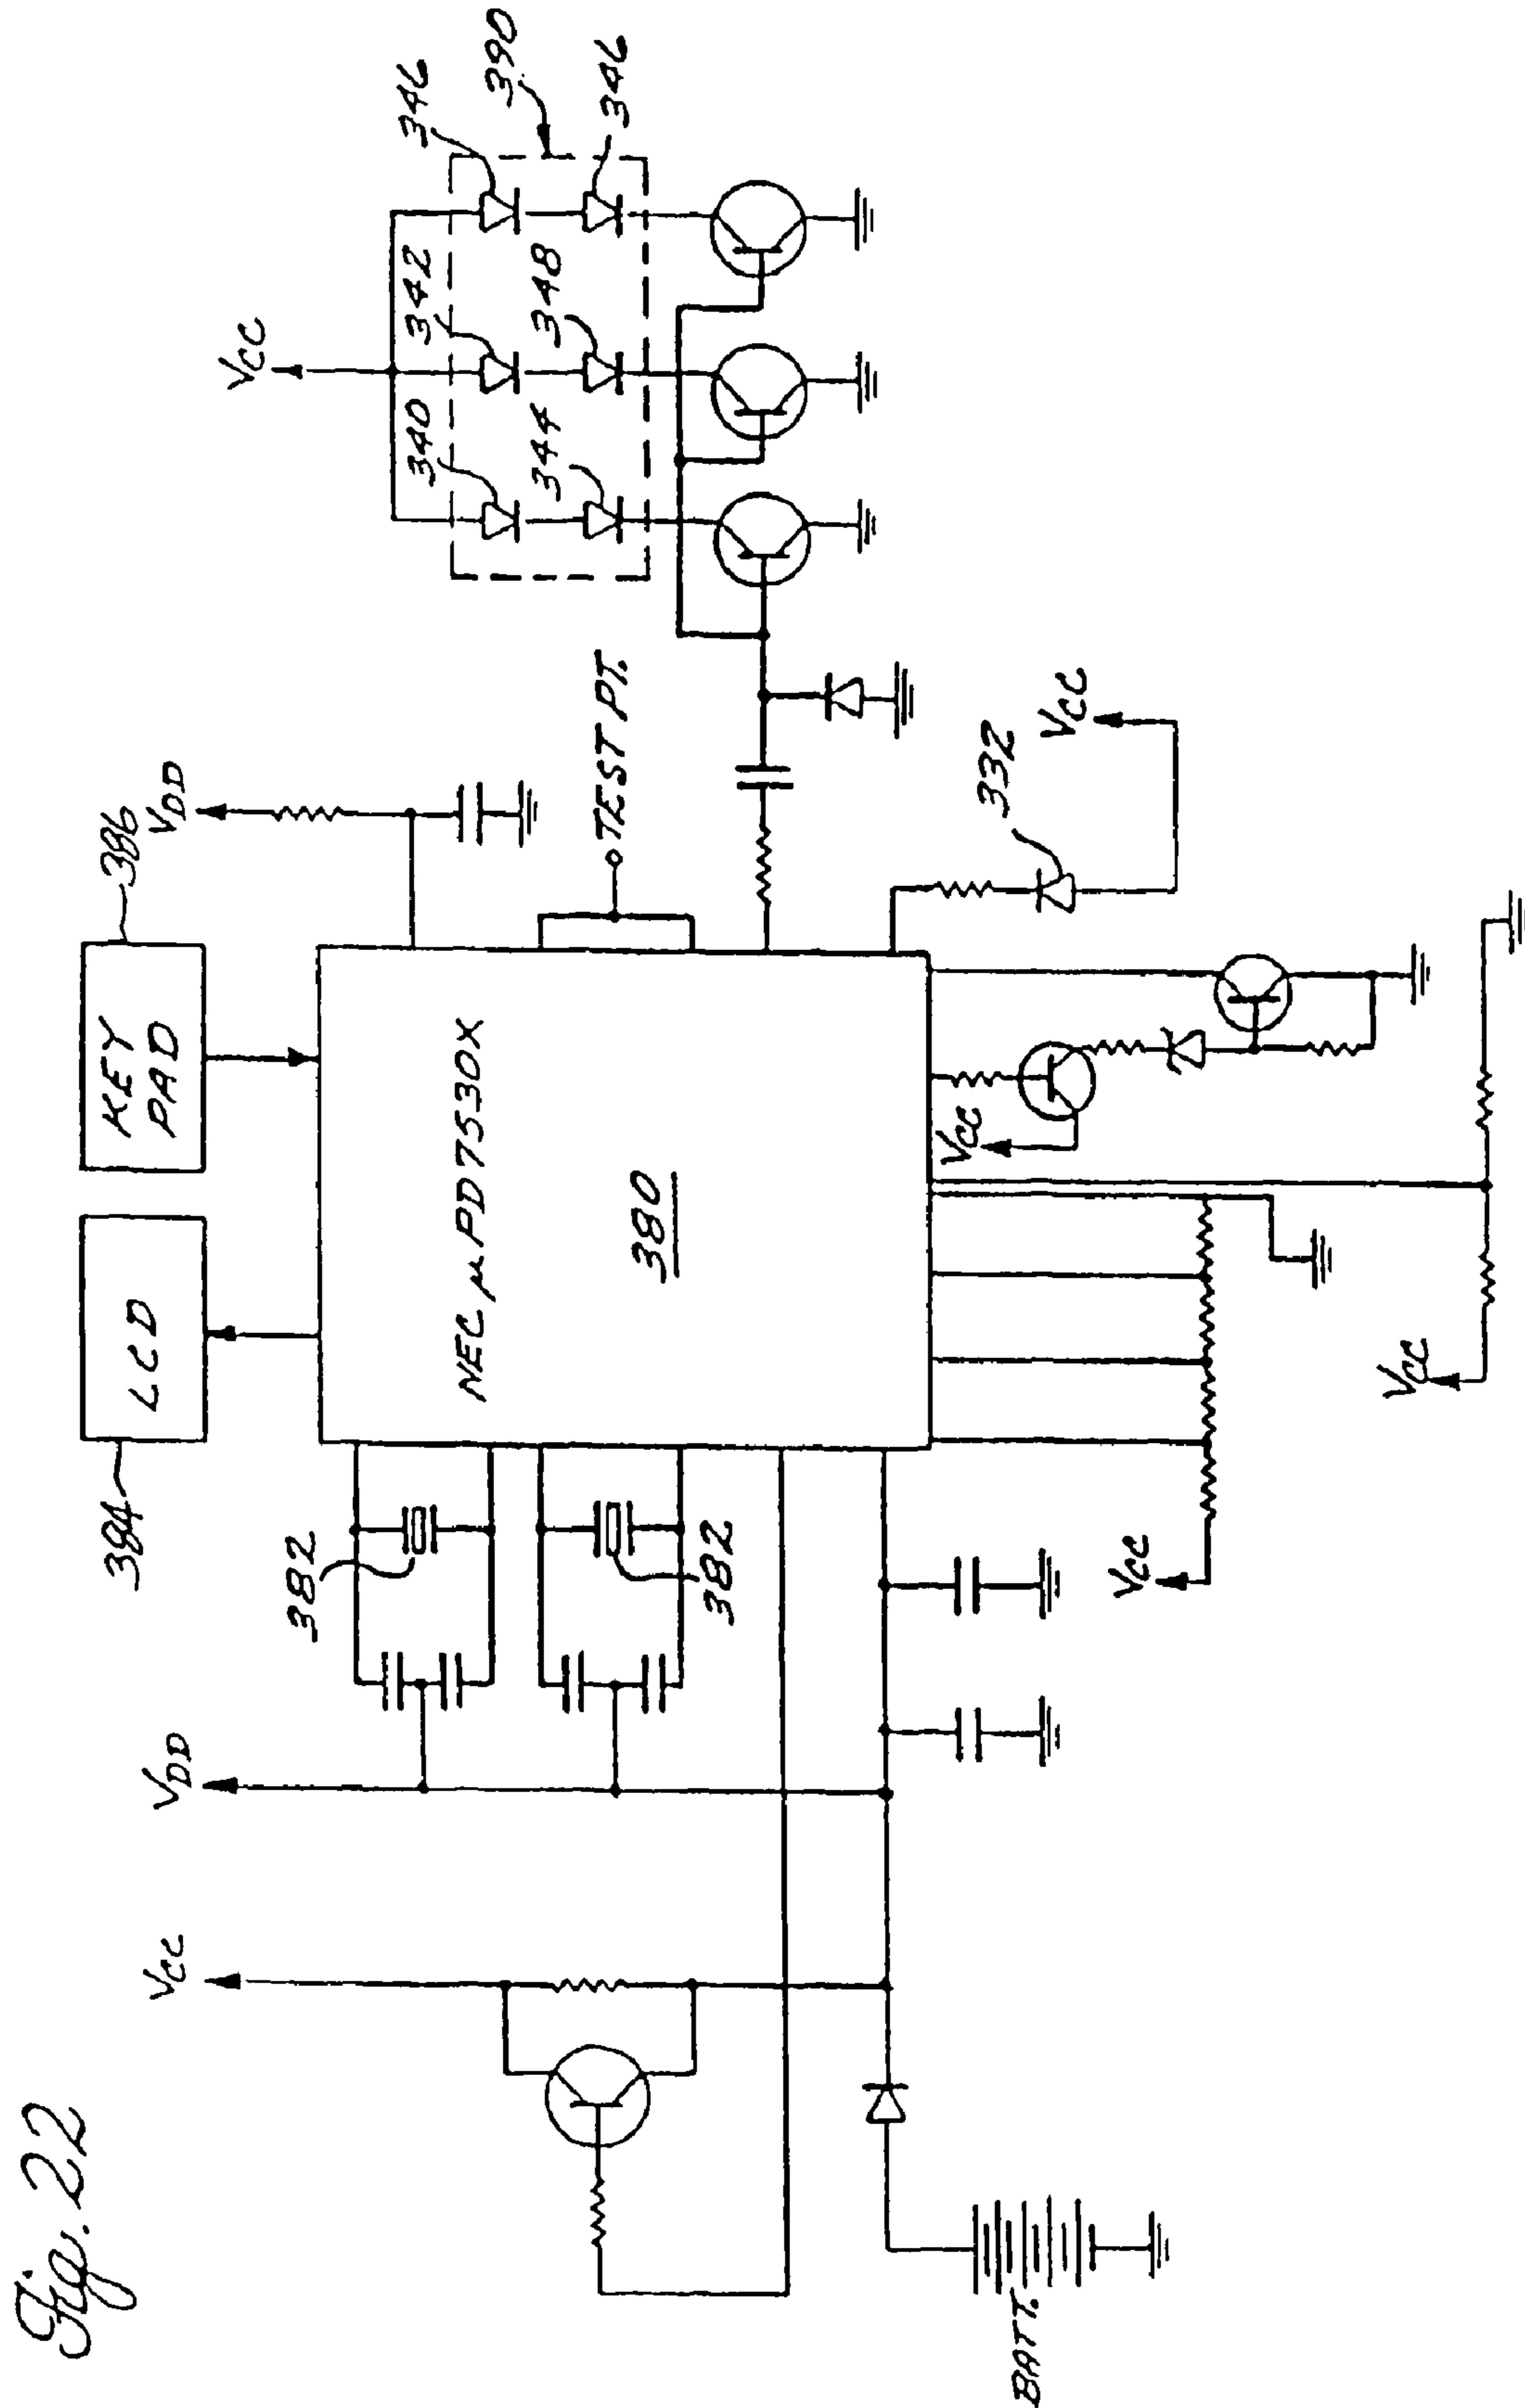 Fig. 22
VCC
VDD
384
LCD
KEY
PAD
386
VDD
VCC
346
390
342
340
348
344
346
382
382
NEC µPD7530X
380
TEST PT.
332
VCC
VCC
VCC
VCC
BATT.